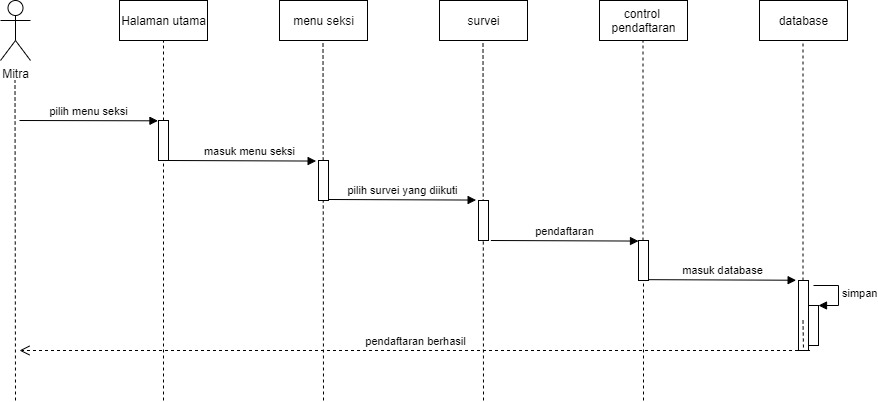 Mitra
Halaman utama
menu seksi
survei
control
pendaftaran
database
pilih menu seksi
masuk menu seksi
pilih survei yang diikuti
pendaftaran
masuk database
simpan
pendaftaran berhasil